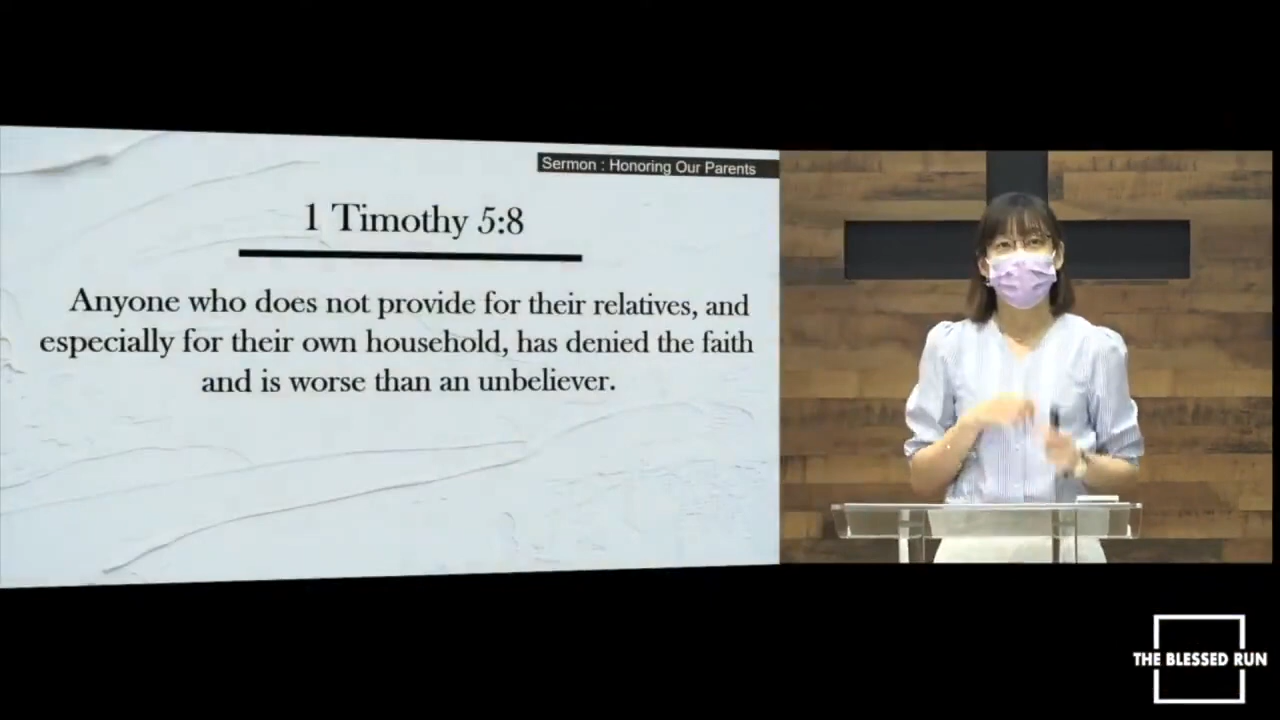 Sermon : Honoring Our Parents
1 Timothy 5:8
Anyone who does not provide for their relatives, and
especially for their own household, has denied the faith
and is worse than an unbeliever.
THE BLESSED RUN